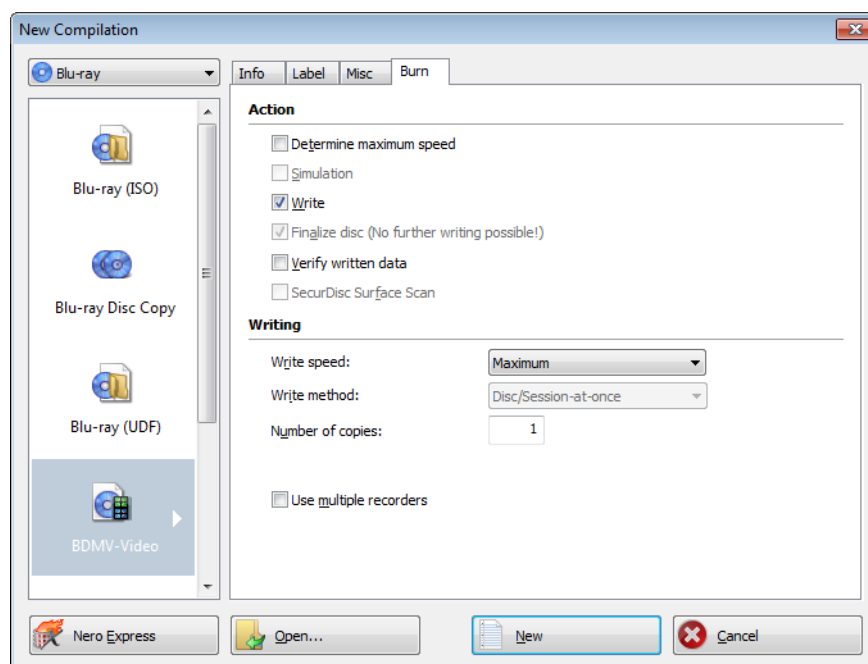 New Compilation
Blu-ray
Info Label Misc Burn
Blu-ray (ISO)
Blu-ray Disc Copy
Blu-ray (UDF)
BDMV-Video
Action
Determine maximum speed
Simulation
Write
Finalize disc (No further writing possible!)
Verify written data
SecurDisc Surface Scan
Writing
Write speed: Maximum
Write method: Disc/Session-at-once
Number of copies: 1
Use multiple recorders
Nero Express Open... New Cancel